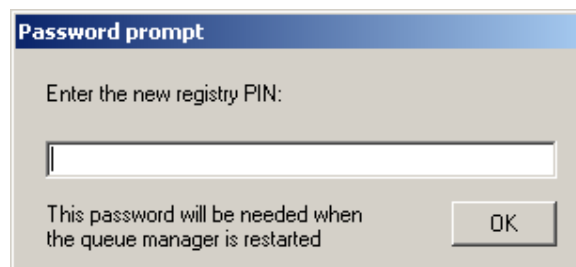 Password prompt
Enter the new registry PIN:
This password will be needed when
the queue manager is restarted
OK